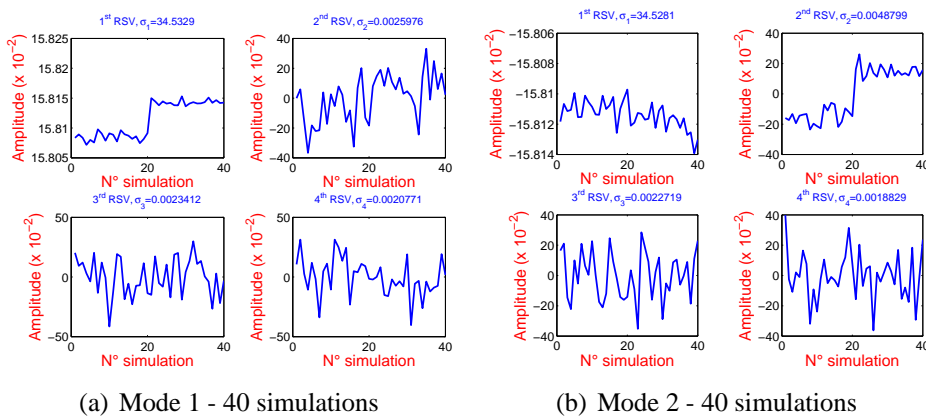 1st RSV, σ1=34.5329
Amplitude (x 10−2)
15.825
15.82
15.815
15.81
15.805
0 20 40
N° simulation
2nd RSV, σ2=0.0025976
Amplitude (x 10−2)
40
20
0
−20
−40
0 20 40
N° simulation
3rd RSV, σ3=0.0023412
Amplitude (x 10−2)
50
0
−50
0 20 40
N° simulation
4th RSV, σ4=0.0020771
Amplitude (x 10−2)
50
0
−50
0 20 40
N° simulation
(a) Mode 1 - 40 simulations
1st RSV, σ1=34.5281
Amplitude (x 10−2)
−15.806
−15.808
−15.81
−15.812
−15.814
0 20 40
N° simulation
2nd RSV, σ2=0.0048799
Amplitude (x 10−2)
40
20
0
−20
−40
0 20 40
N° simulation
3rd RSV, σ3=0.0022719
Amplitude (x 10−2)
40
20
0
−20
−40
0 20 40
N° simulation
4th RSV, σ4=0.0018829
Amplitude (x 10−2)
40
20
0
−20
−40
0 20 40
N° simulation
(b) Mode 2 - 40 simulations